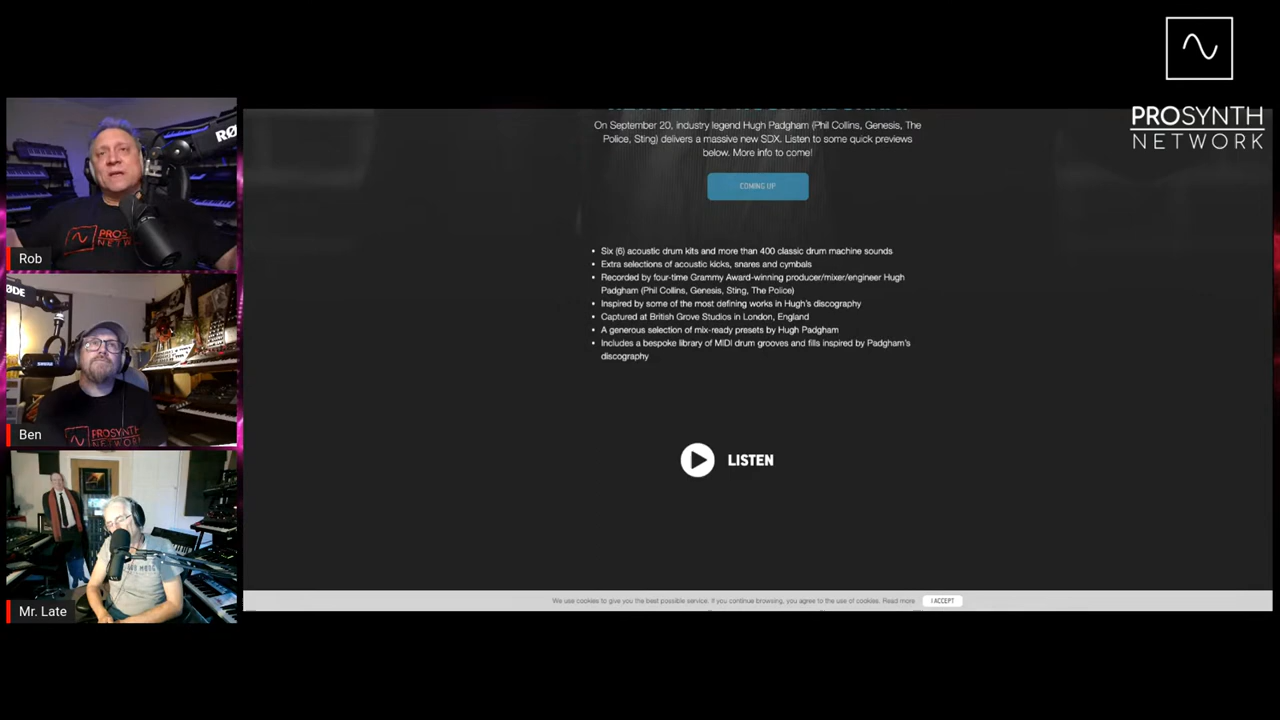 PROSYNTH
NETWORK
RØ
PROS
NETW
Rob
On September 20, industry legend Hugh Padgham (Phil Collins, Genesis, The
Police, Sting) delivers a massive new SDX. Listen to some quick previews
below. More info to come!
COMING UP
• Six (6) acoustic drum kits and more than 400 classic drum machine sounds
• Extra selections of acoustic kicks, snares and cymbals
• Recorded by four-time Grammy Award-winning producer/mixer/engineer Hugh
Padgham (Phil Collins, Genesis, Sting, The Police)
• Inspired by some of the most defining works in Hugh's discography
• Captured at British Grove Studios in London, England
• A generous selection of mix-ready presets by Hugh Padgham
• Includes a bespoke library of MIDI drum grooves and fills inspired by Padgham's
discography
ØDE
PROSYNTH
NETWORK
Ben
LISTEN
Mr. Late
We use cookies to give you the best possible service. If you continue browsing, you agree to the use of cookies. Read more
I ACCEPT